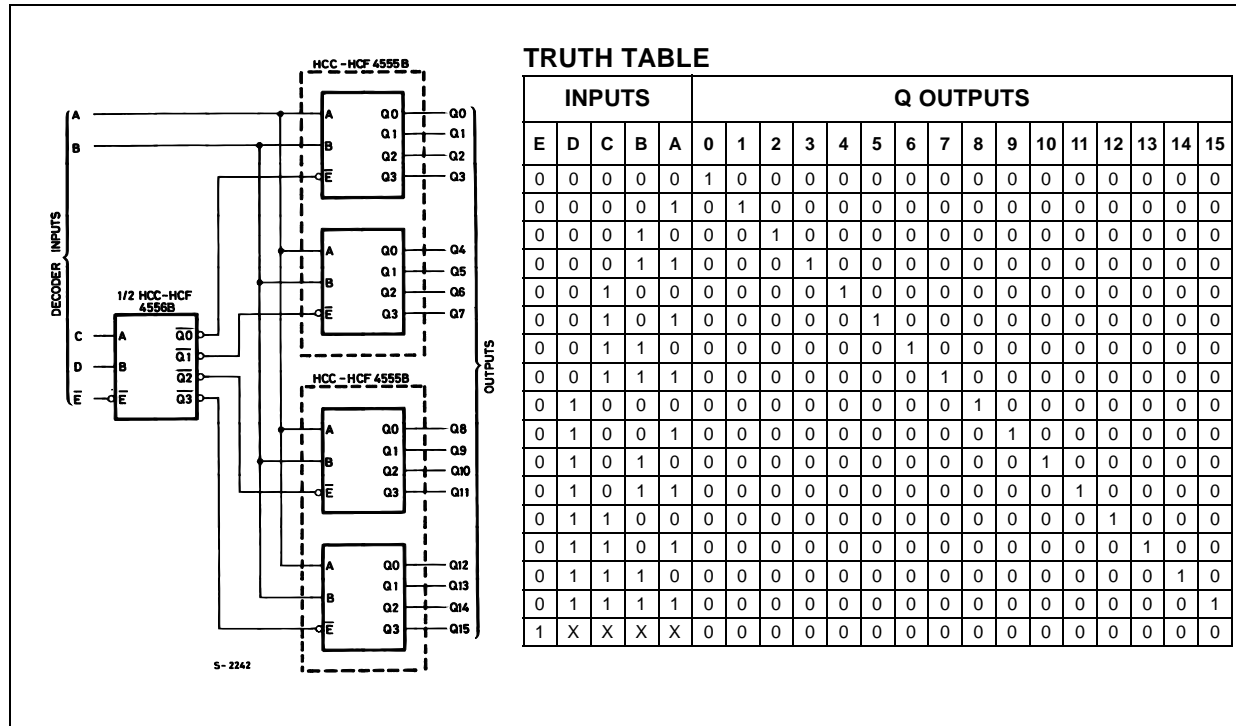 HCC-HCF 4555B
A
B
DECODER INPUTS
1/2 HCC-HCF
4556B
C
D
E̅
A
B
E̅
Q̅0̅
Q̅1̅
Q̅2̅
Q̅3̅
A
B
E̅
Q0
Q1
Q2
Q3
Q0
Q1
Q2
Q3
A
B
E̅
Q0
Q1
Q2
Q3
Q4
Q5
Q6
Q7
HCC-HCF 4555B
A
B
E̅
Q0
Q1
Q2
Q3
Q8
Q9
Q10
Q11
A
B
E̅
Q0
Q1
Q2
Q3
Q12
Q13
Q14
Q15
OUTPUTS
S-2242
TRUTH TABLE
INPUTS Q OUTPUTS
E D C B A 0 1 2 3 4 5 6 7 8 9 10 11 12 13 14 15
0 0 0 0 0 1 0 0 0 0 0 0 0 0 0 0 0 0 0 0 0
0 0 0 0 1 0 1 0 0 0 0 0 0 0 0 0 0 0 0 0 0
0 0 0 1 0 0 0 1 0 0 0 0 0 0 0 0 0 0 0 0 0
0 0 0 1 1 0 0 0 1 0 0 0 0 0 0 0 0 0 0 0 0
0 0 1 0 0 0 0 0 0 1 0 0 0 0 0 0 0 0 0 0 0
0 0 1 0 1 0 0 0 0 0 1 0 0 0 0 0 0 0 0 0 0
0 0 1 1 0 0 0 0 0 0 0 1 0 0 0 0 0 0 0 0 0
0 0 1 1 1 0 0 0 0 0 0 0 1 0 0 0 0 0 0 0 0
0 1 0 0 0 0 0 0 0 0 0 0 0 1 0 0 0 0 0 0 0
0 1 0 0 1 0 0 0 0 0 0 0 0 0 1 0 0 0 0 0 0
0 1 0 1 0 0 0 0 0 0 0 0 0 0 0 1 0 0 0 0 0
0 1 0 1 1 0 0 0 0 0 0 0 0 0 0 0 1 0 0 0 0
0 1 1 0 0 0 0 0 0 0 0 0 0 0 0 0 0 1 0 0 0
0 1 1 0 1 0 0 0 0 0 0 0 0 0 0 0 0 0 1 0 0
0 1 1 1 0 0 0 0 0 0 0 0 0 0 0 0 0 0 0 1 0
0 1 1 1 1 0 0 0 0 0 0 0 0 0 0 0 0 0 0 0 1
1 X X X X 0 0 0 0 0 0 0 0 0 0 0 0 0 0 0 0